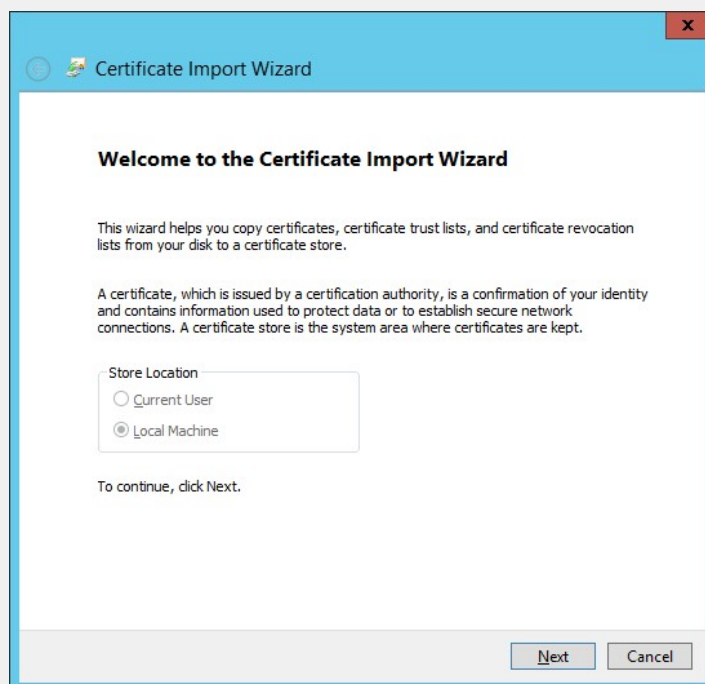 x
Certificate Import Wizard
Welcome to the Certificate Import Wizard
This wizard helps you copy certificates, certificate trust lists, and certificate revocation
lists from your disk to a certificate store.
A certificate, which is issued by a certification authority, is a confirmation of your identity
and contains information used to protect data or to establish secure network
connections. A certificate store is the system area where certificates are kept.
Store Location
Current User
Local Machine
To continue, click Next.
Next Cancel